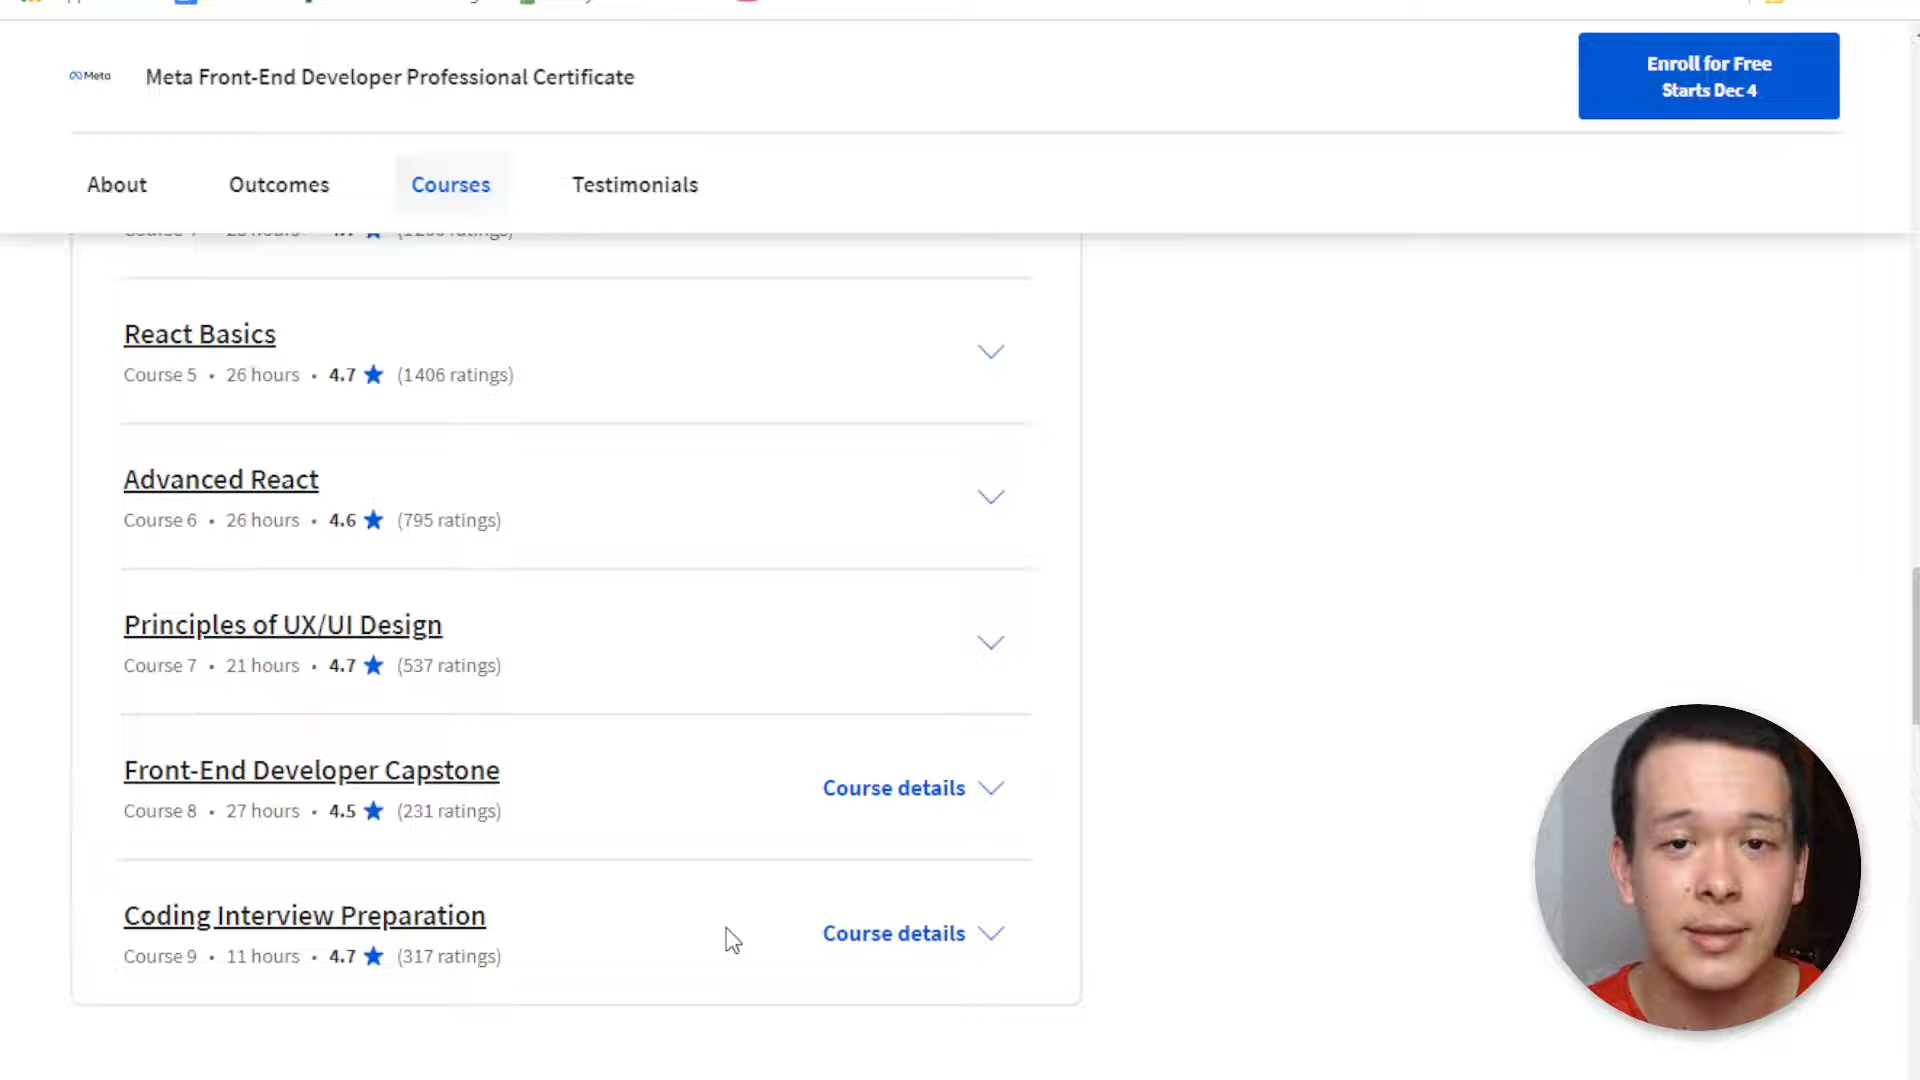 Meta
Meta Front-End Developer Professional Certificate
Enroll for Free
Starts Dec 4
About
Outcomes
Courses
Testimonials
React Basics
Course 5 • 26 hours • 4.7 ★ (1406 ratings)
Advanced React
Course 6 • 26 hours • 4.6 ★ (795 ratings)
Principles of UX/UI Design
Course 7 • 21 hours • 4.7 ★ (537 ratings)
Front-End Developer Capstone
Course details
Course 8 • 27 hours • 4.5 ★ (231 ratings)
Coding Interview Preparation
Course details
Course 9 • 11 hours • 4.7 ★ (317 ratings)